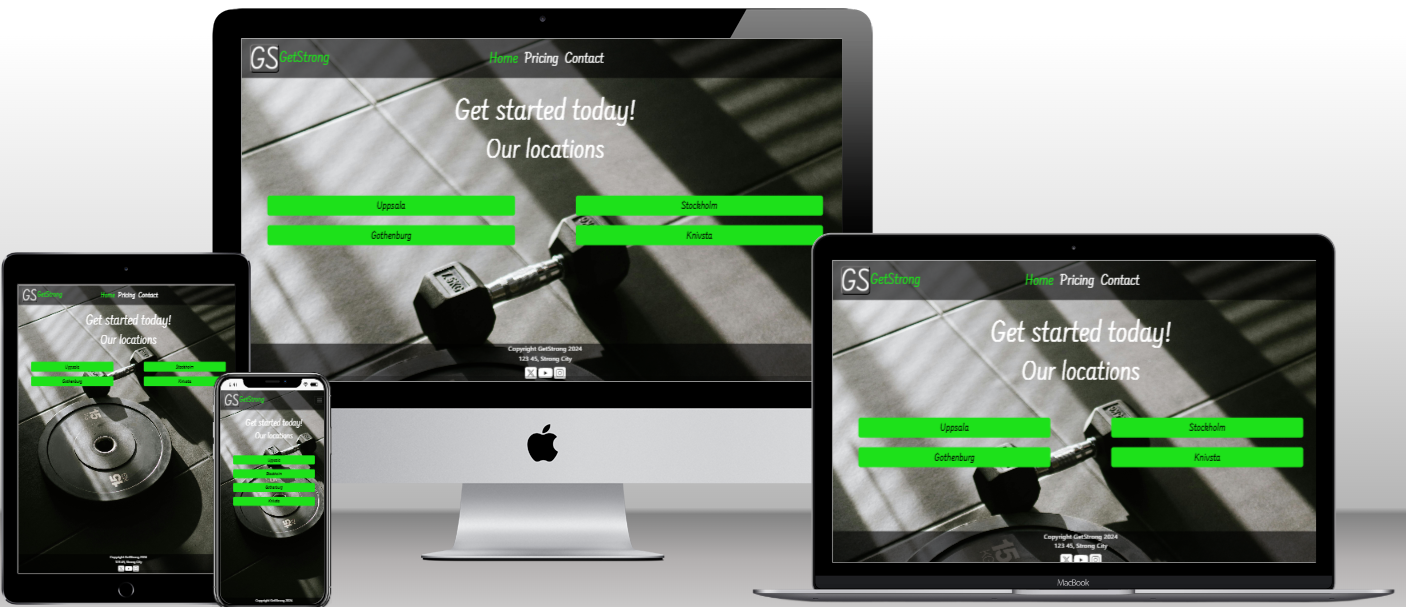 GS GetStrong Home Pricing Contact
Get started today!
Our locations
Uppsala Stockholm
Gothenburg Knivsta
Copyright GetStrong 2024
123 45, Strong City
GS GetStrong Home Pricing Contact
Get started today!
Our locations
Uppsala Stockholm
Gothenburg Knivsta
15
Copyright GetStrong 2024
123 45, Strong City
GS GetStrong
Get started today!
Our locations
Uppsala
Stockholm
Gothenburg
Knivsta
Copyright GetStrong 2024
GS GetStrong Home Pricing Contact
Get started today!
Our locations
Uppsala Stockholm
Gothenburg Knivsta
15
Copyright GetStrong 2024
123 45, Strong City
MacBook